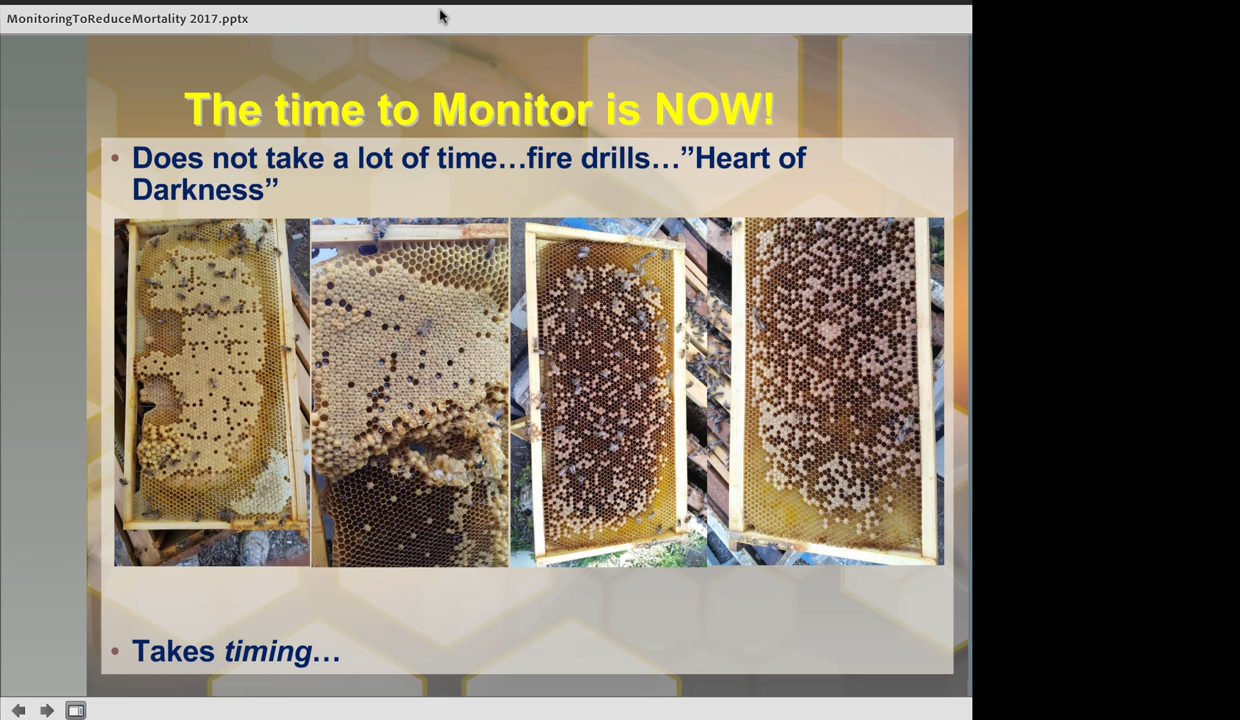 MonitoringToReduceMortality 2017.pptx
The time to Monitor is NOW!
• Does not take a lot of time…fire drills…”Heart of
Darkness”
• Takes timing…